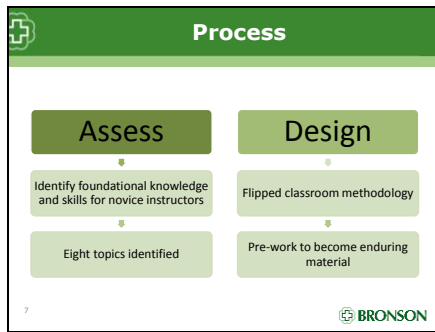 Process
Assess
Identify foundational knowledge
and skills for novice instructors
Eight topics identified
Design
Flipped classroom methodology
Pre-work to become enduring
material
7
BRONSON